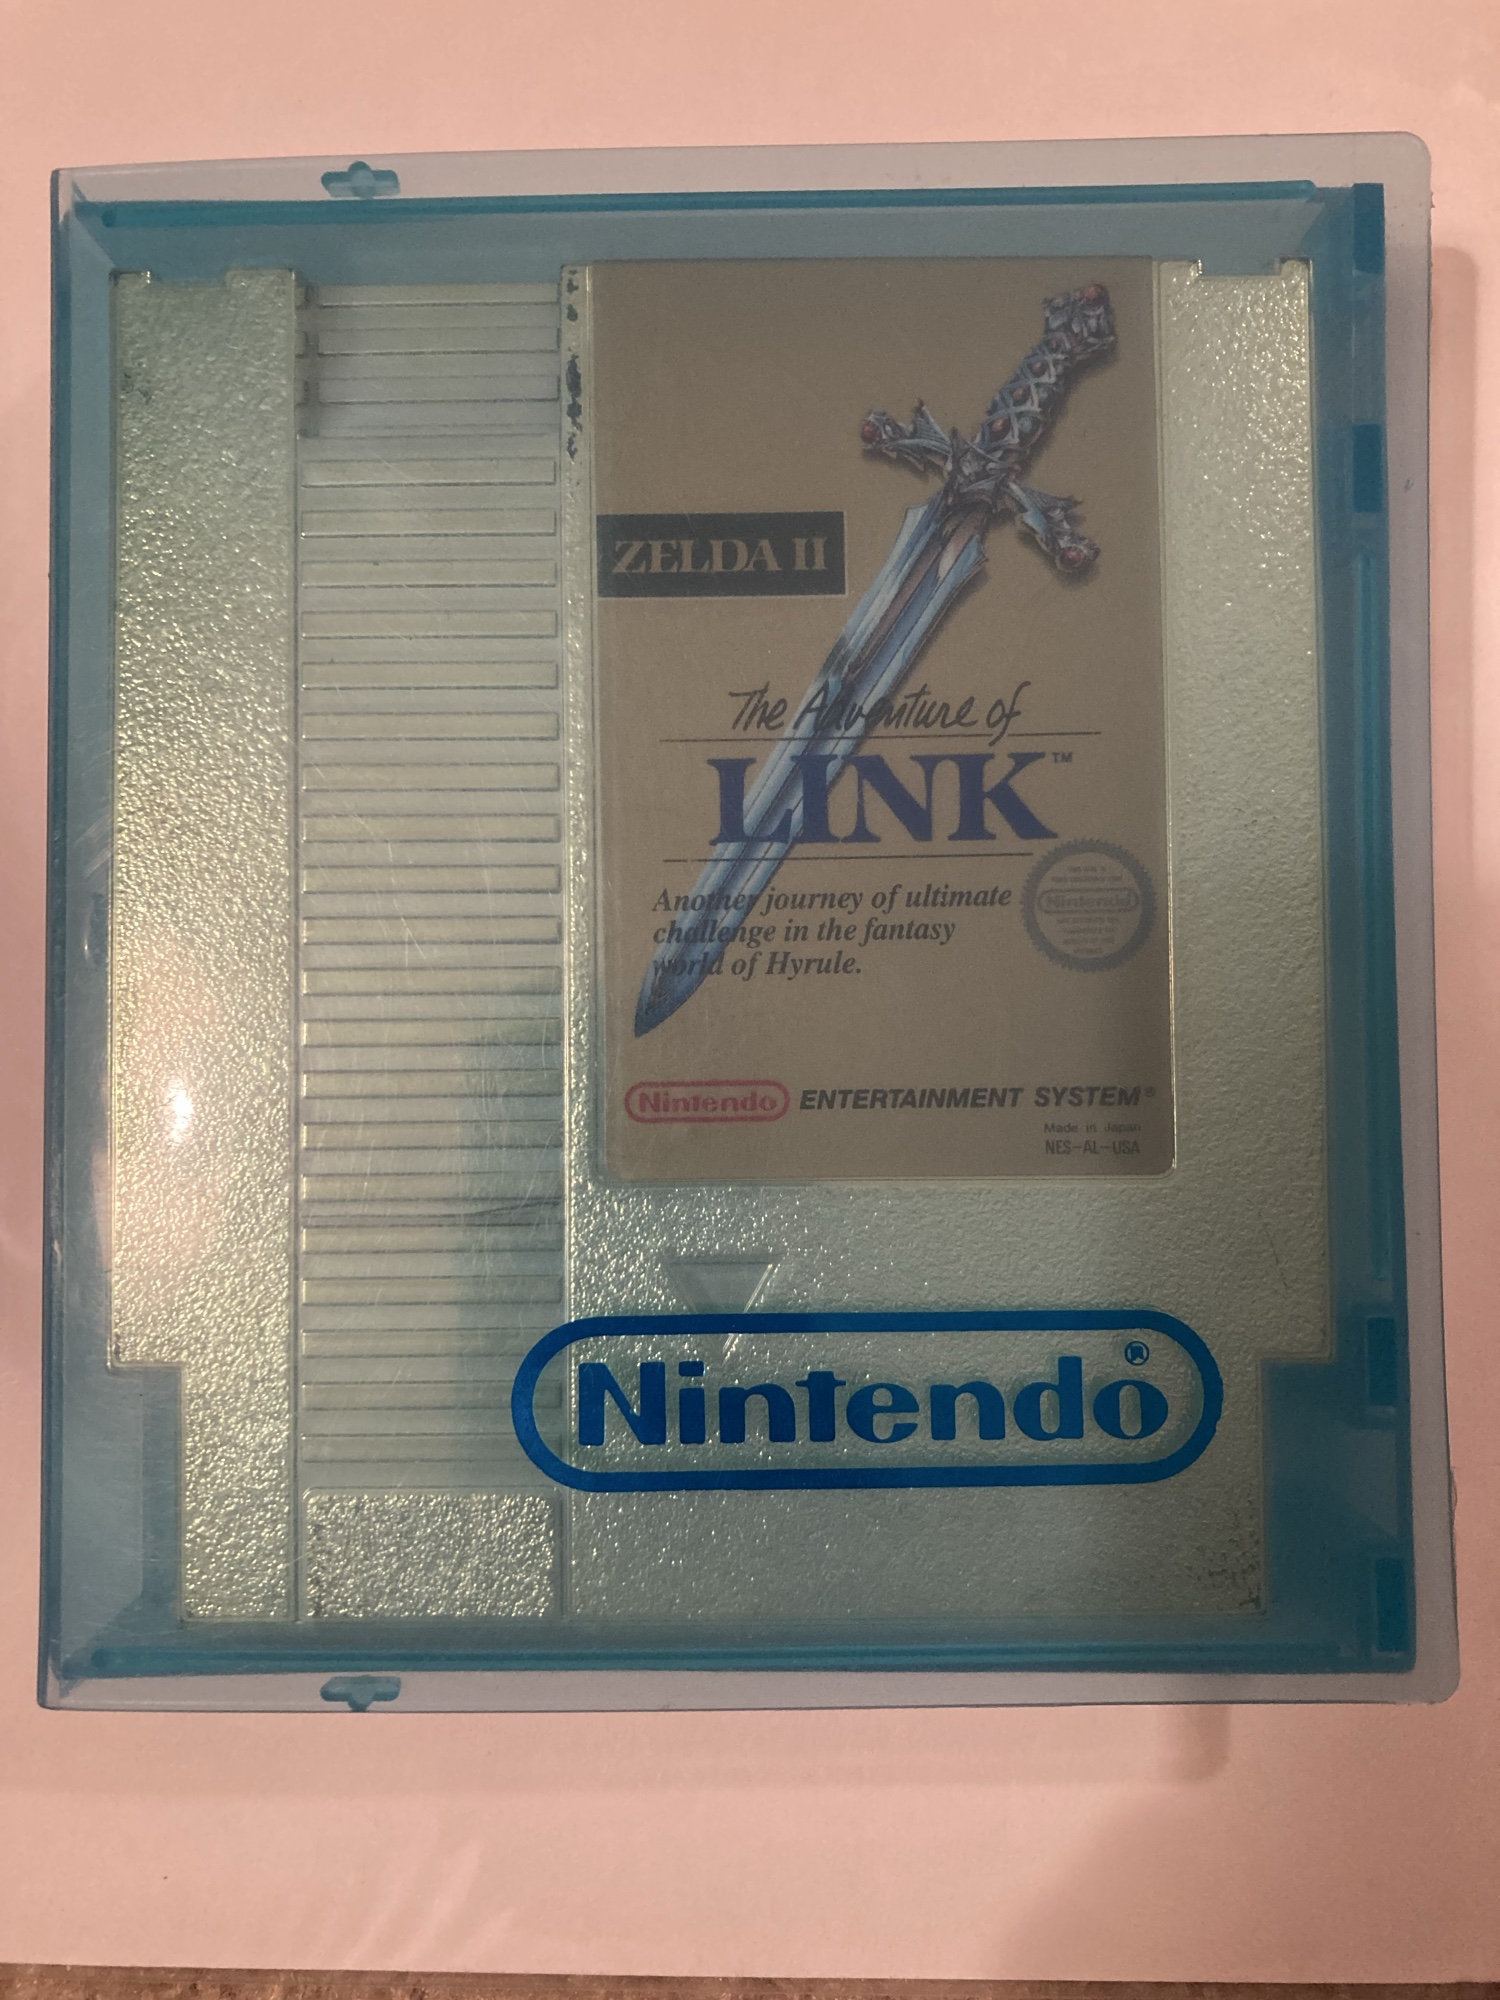 ZELDA II
The Adventure of
LINK™
Another journey of ultimate
challenge in the fantasy
world of Hyrule.
Nintendo
Nintendo ENTERTAINMENT SYSTEM®
Made in Japan
NES-AL-USA
Nintendo®